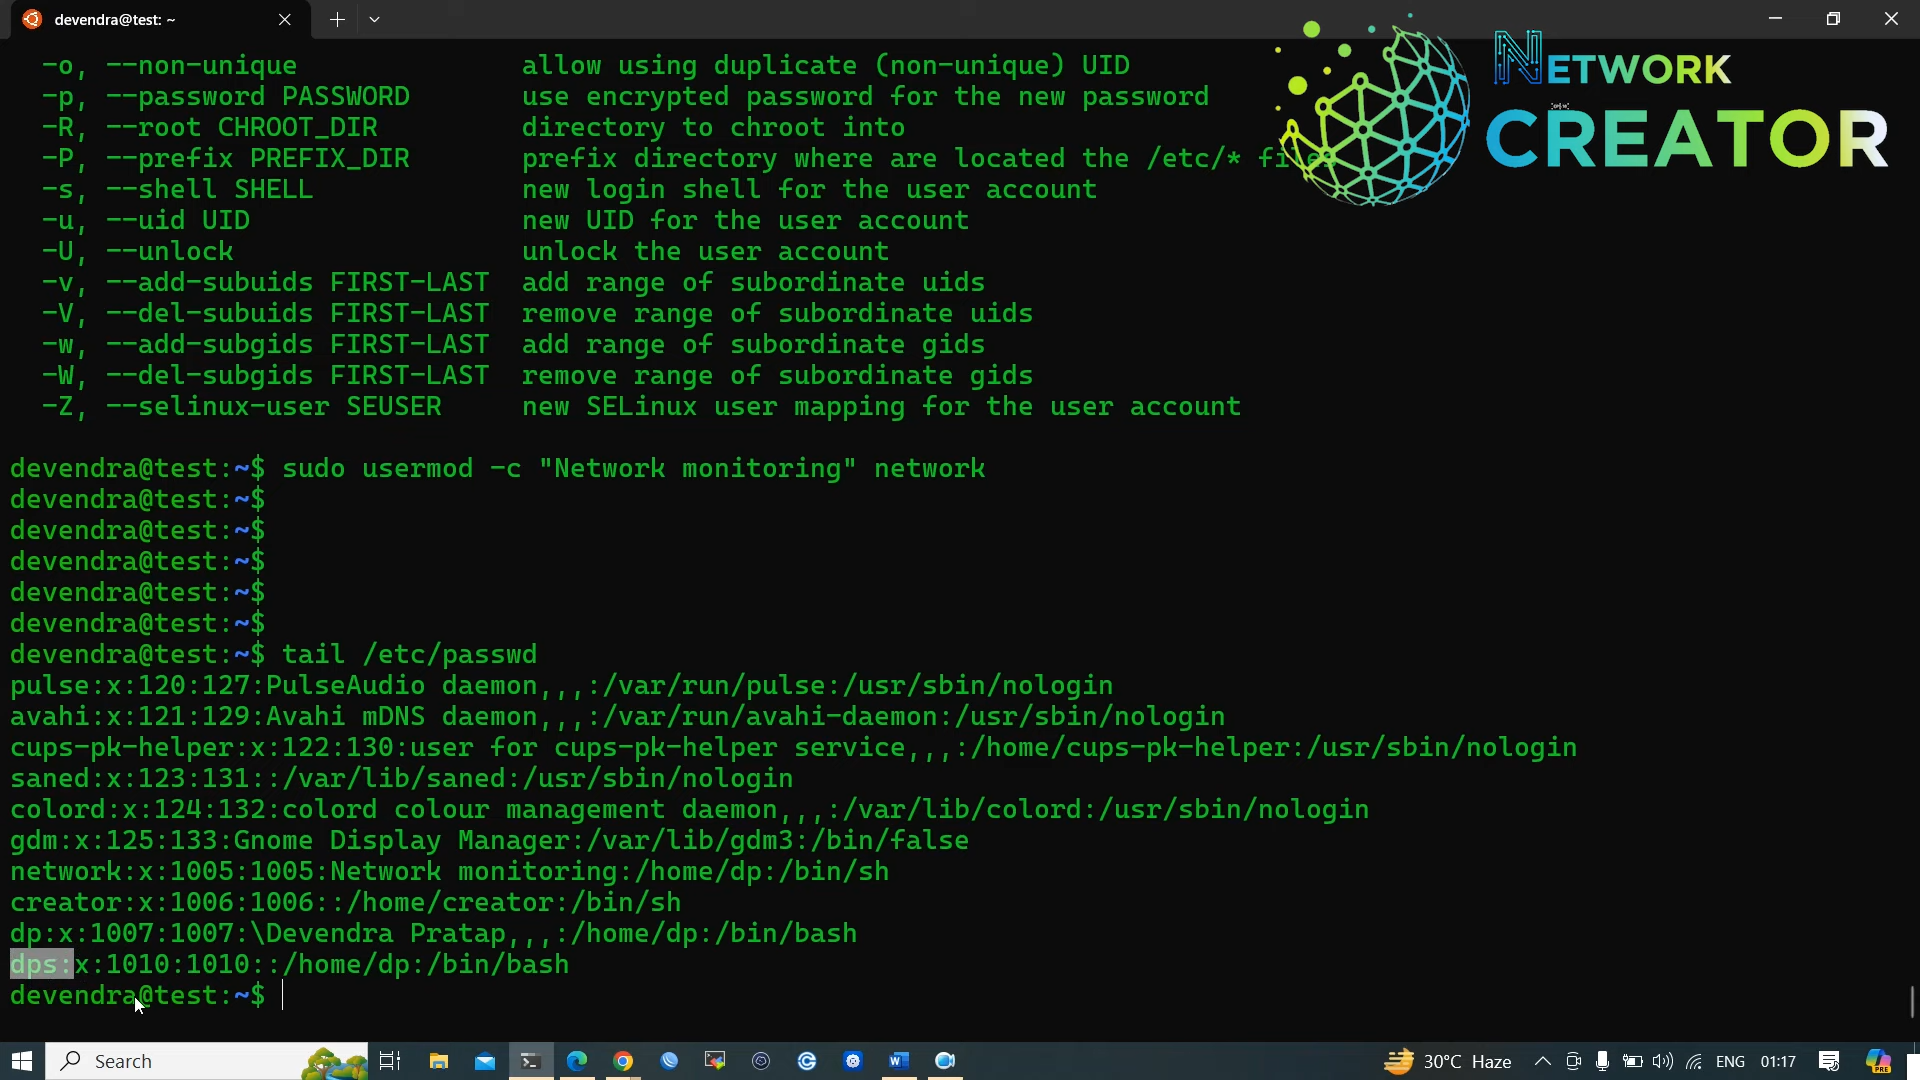 devendra@test: ~
NETWORK
CREATOR
-o, --non-unique allow using duplicate (non-unique) UID
-p, --password PASSWORD use encrypted password for the new password
-R, --root CHROOT_DIR directory to chroot into
-P, --prefix PREFIX_DIR prefix directory where are located the /etc/* files
-s, --shell SHELL new login shell for the user account
-u, --uid UID new UID for the user account
-U, --unlock unlock the user account
-v, --add-subuids FIRST-LAST add range of subordinate uids
-V, --del-subuids FIRST-LAST remove range of subordinate uids
-w, --add-subgids FIRST-LAST add range of subordinate gids
-W, --del-subgids FIRST-LAST remove range of subordinate gids
-Z, --selinux-user SEUSER new SELinux user mapping for the user account
devendra@test:~$ sudo usermod -c "Network monitoring" network
devendra@test:~$
devendra@test:~$
devendra@test:~$
devendra@test:~$
devendra@test:~$
devendra@test:~$ tail /etc/passwd
pulse:x:120:127:PulseAudio daemon,,,:/var/run/pulse:/usr/sbin/nologin
avahi:x:121:129:Avahi mDNS daemon,,,:/var/run/avahi-daemon:/usr/sbin/nologin
cups-pk-helper:x:122:130:user for cups-pk-helper service,,,:/home/cups-pk-helper:/usr/sbin/nologin
saned:x:123:131::/var/lib/saned:/usr/sbin/nologin
colord:x:124:132:colord colour management daemon,,,:/var/lib/colord:/usr/sbin/nologin
gdm:x:125:133:Gnome Display Manager:/var/lib/gdm3:/bin/false
network:x:1005:1005:Network monitoring:/home/dp:/bin/sh
creator:x:1006:1006::/home/creator:/bin/sh
dp:x:1007:1007:\Devendra Pratap,,,:/home/dp:/bin/bash
dps:x:1010:1010::/home/dp:/bin/bash
devendra@test:~$
Search 30°C Haze ENG 01:17